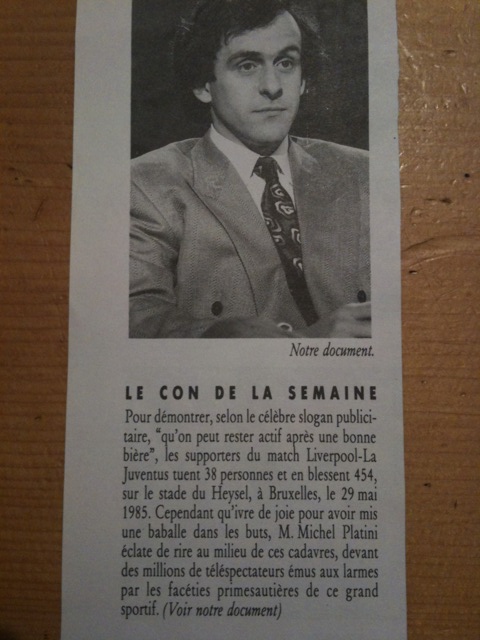 Notre document.
LE CON DE LA SEMAINE
Pour démontrer, selon le célèbre slogan publici-
taire, "qu'on peut rester actif après une bonne
bière", les supporters du match Liverpool-La
Juventus tuent 38 personnes et en blessent 454,
sur le stade du Heysel, à Bruxelles, le 29 mai
1985. Cependant qu'ivre de joie pour avoir mis
une baballe dans les buts, M. Michel Platini
éclate de rire au milieu de ces cadavres, devant
des millions de téléspectateurs émus aux larmes
par les facéties primesautières de ce grand
sportif. (Voir notre document)